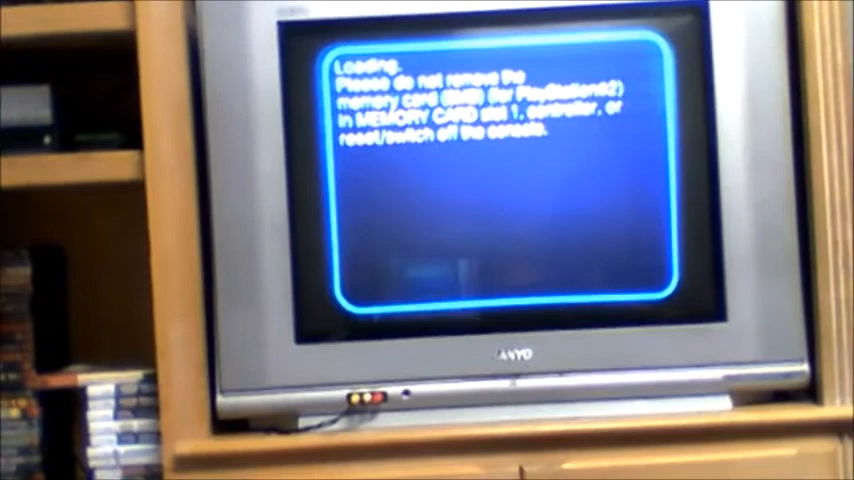 Loading.
Please do not remove the
memory card (8MB) (for PlayStation®2)
in MEMORY CARD slot 1, controller, or
reset/switch off the console.
SANYO